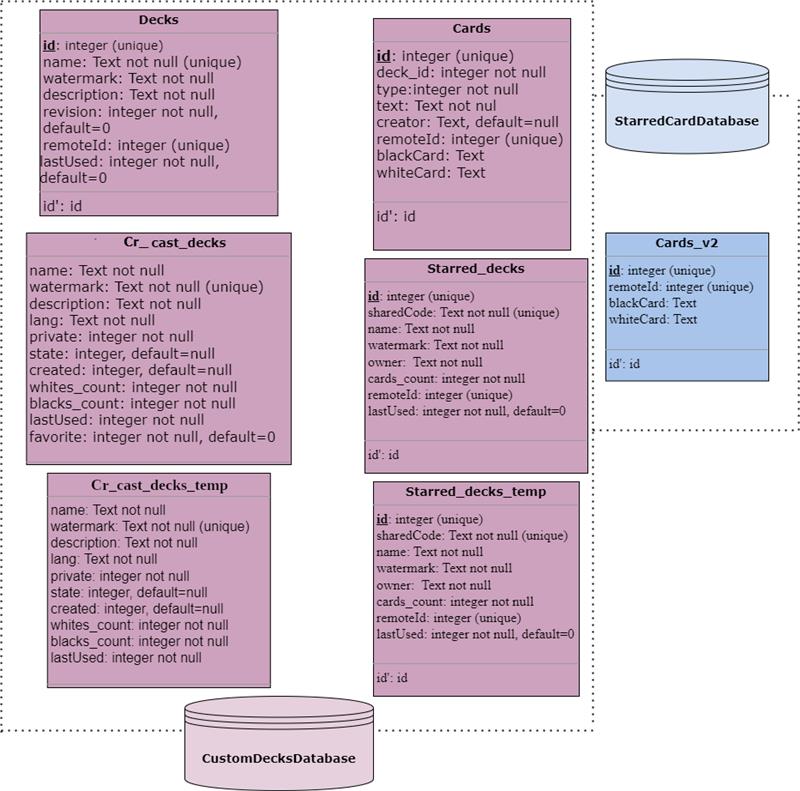 Decks
id: integer (unique)
name: Text not null (unique)
watermark: Text not null
description: Text not null
revision: integer not null,
default=0
remoteId: integer (unique)
lastUsed: integer not null,
default=0
id': id
Cards
id: integer (unique)
deck_id: integer not null
type:integer not null
text: Text not nul
creator: Text, default=null
remoteId: integer (unique)
blackCard: Text
whiteCard: Text
id': id
StarredCardDatabase
Cr_ cast_decks
name: Text not null
watermark: Text not null (unique)
description: Text not null
lang: Text not null
private: integer not null
state: integer, default=null
created: integer, default=null
whites_count: integer not null
blacks_count: integer not null
lastUsed: integer not null
favorite: integer not null, default=0
Starred_decks
id: integer (unique)
sharedCode: Text not null (unique)
name: Text not null
watermark: Text not null
owner:  Text not null
cards_count: integer not null
remoteId: integer (unique)
lastUsed: integer not null, default=0
id': id
Cards_v2
id: integer (unique)
remoteId: integer (unique)
blackCard: Text
whiteCard: Text
id': id
Cr_cast_decks_temp
name: Text not null
watermark: Text not null (unique)
description: Text not null
lang: Text not null
private: integer not null
state: integer, default=null
created: integer, default=null
whites_count: integer not null
blacks_count: integer not null
lastUsed: integer not null
Starred_decks_temp
id: integer (unique)
sharedCode: Text not null (unique)
name: Text not null
watermark: Text not null
owner:  Text not null
cards_count: integer not null
remoteId: integer (unique)
lastUsed: integer not null, default=0
id': id
CustomDecksDatabase